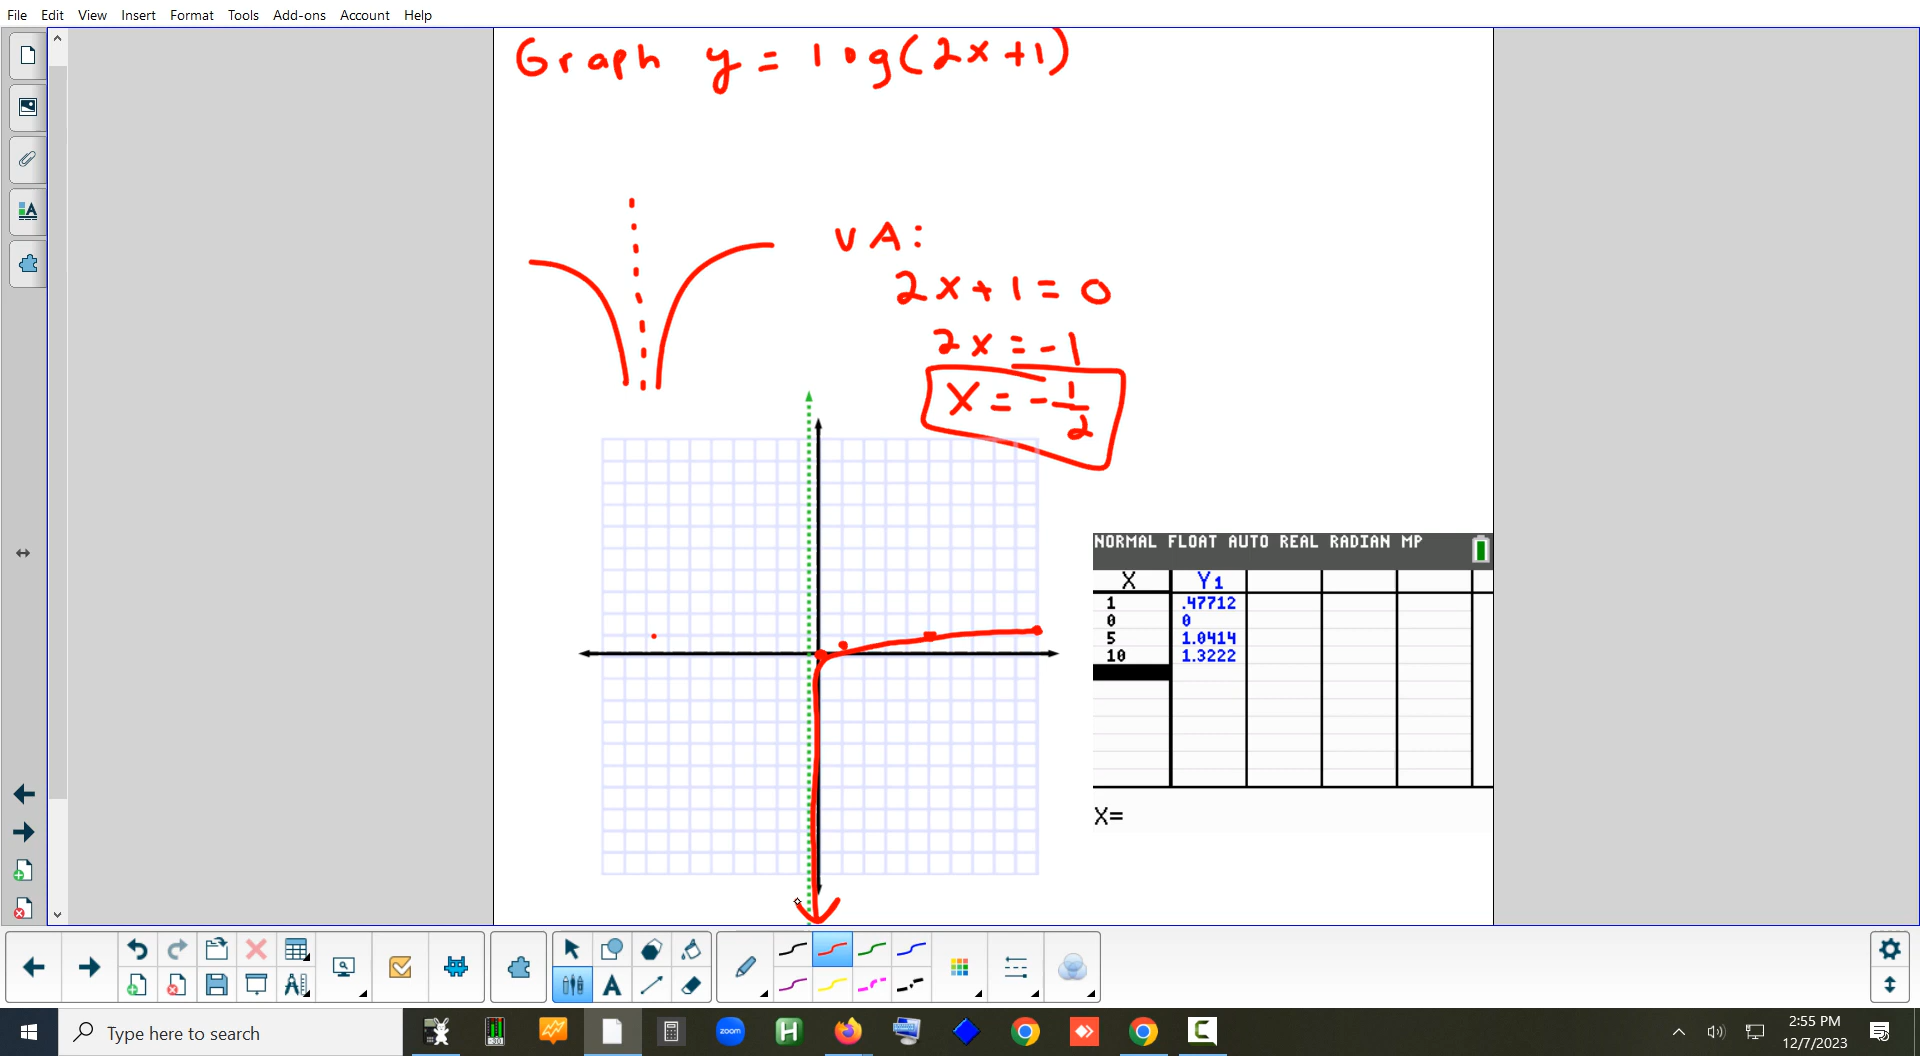 File Edit View Insert Format Tools Add-ons Account Help
Graph y = log(2x+1)
VA:
2x+1=0
2x=-1
x=-1/2
NORMAL FLOAT AUTO REAL RADIAN MP
X Y1
1 .47712
0 0
5 1.0414
10 1.3222
X=
A
Type here to search
zoom
H
C
2:55 PM
12/7/2023